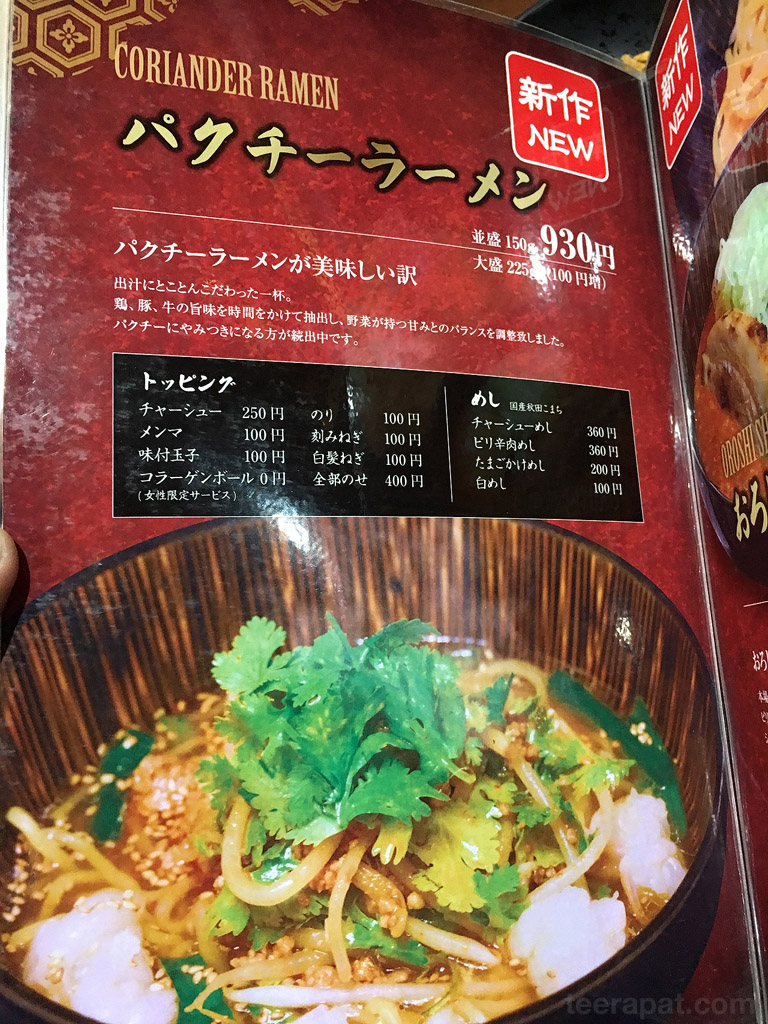 CORIANDER RAMEN
新作
NEW
パクチーラーメン
並盛 150g 930円
大盛 225g (100円増)
パクチーラーメンが美味しい訳
出汁にとことんこだわった一杯。
鶏、豚、牛の旨味を時間をかけて抽出し、野菜が持つ甘みとのバランスを調整致しました。
パクチーにやみつきになる方が続出中です。
トッピング
チャーシュー 250円
メンマ 100円
味付玉子 100円
コラーゲンボール 0円
(女性限定サービス)
のり 100円
刻みねぎ 100円
白髪ねぎ 100円
全部のせ 400円
めし 国産秋田こまち
チャーシューめし 360円
ピリ辛肉めし 360円
たまごかけめし 200円
白めし 100円
新作
NEW
OROSHI
おろ
おろ
teerapat.com